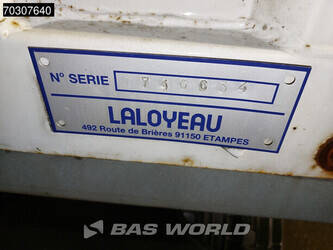 70307640
N° SERIE
LALOYEAU
492 Route de Brières 91150 ETAMPES
BAS WORLD